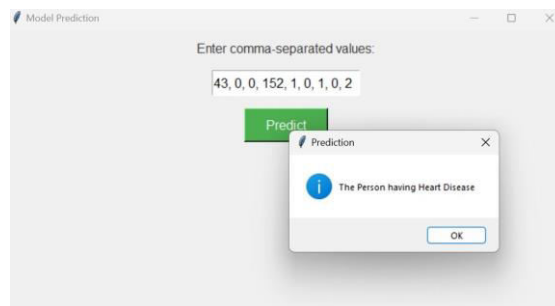 Model Prediction
Enter comma-separated values:
43, 0, 0, 152, 1, 0, 1, 0, 2
Predict
Prediction
The Person having Heart Disease
OK